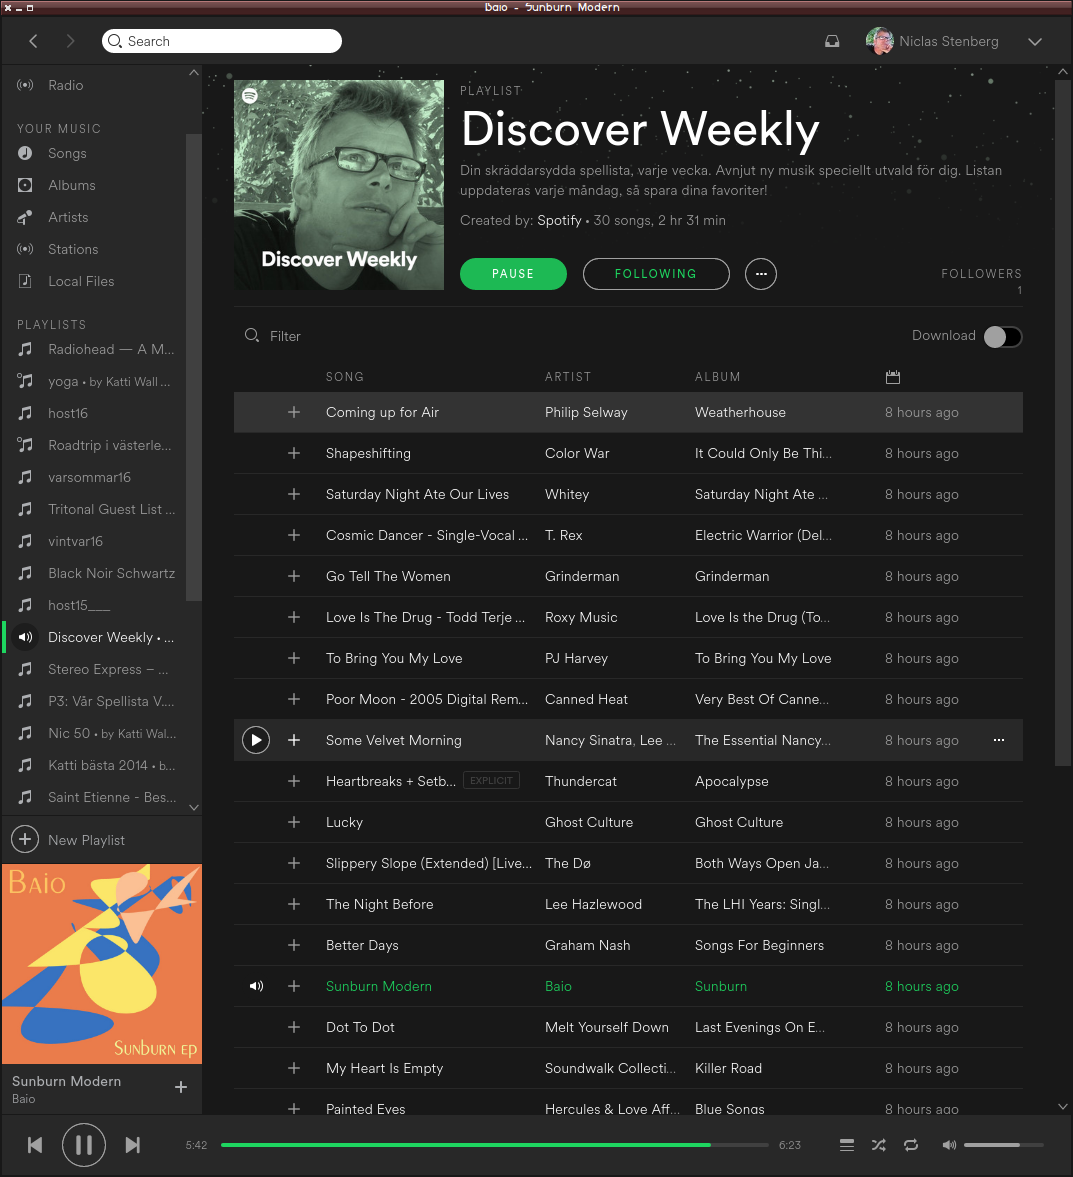 Baio - Sunburn Modern
Search
Niclas Stenberg
Radio
YOUR MUSIC
Songs
Albums
Artists
Stations
Local Files
PLAYLISTS
Radiohead — A M...
yoga • by Katti Wall ...
host16
Roadtrip i västerle...
varsommar16
Tritonal Guest List ...
vintvar16
Black Noir Schwartz
host15___
Discover Weekly • ...
Stereo Express – ...
P3: Vår Spellista V....
Nic 50 • by Katti Wal...
Katti bästa 2014 • b...
Saint Etienne - Bes...
New Playlist
BAIO
SUNBURN EP
Sunburn Modern
Baio
Discover Weekly
PLAYLIST
Discover Weekly
Din skräddarsydda spellista, varje vecka. Avnjut ny musik speciellt utvald för dig. Listan
uppdateras varje måndag, så spara dina favoriter!
Created by: Spotify • 30 songs, 2 hr 31 min
PAUSE FOLLOWING ...
FOLLOWERS
1
Filter
Download
SONG ARTIST ALBUM
Coming up for Air Philip Selway Weatherhouse 8 hours ago
Shapeshifting Color War It Could Only Be Thi... 8 hours ago
Saturday Night Ate Our Lives Whitey Saturday Night Ate ... 8 hours ago
Cosmic Dancer - Single-Vocal ... T. Rex Electric Warrior (Del... 8 hours ago
Go Tell The Women Grinderman Grinderman 8 hours ago
Love Is The Drug - Todd Terje ... Roxy Music Love Is the Drug (To... 8 hours ago
To Bring You My Love PJ Harvey To Bring You My Love 8 hours ago
Poor Moon - 2005 Digital Rem... Canned Heat Very Best Of Canne... 8 hours ago
Some Velvet Morning Nancy Sinatra, Lee ... The Essential Nancy... 8 hours ago ...
Heartbreaks + Setb... EXPLICIT Thundercat Apocalypse 8 hours ago
Lucky Ghost Culture Ghost Culture 8 hours ago
Slippery Slope (Extended) [Live... The Dø Both Ways Open Ja... 8 hours ago
The Night Before Lee Hazlewood The LHI Years: Singl... 8 hours ago
Better Days Graham Nash Songs For Beginners 8 hours ago
Sunburn Modern Baio Sunburn 8 hours ago
Dot To Dot Melt Yourself Down Last Evenings On E... 8 hours ago
My Heart Is Empty Soundwalk Collecti... Killer Road 8 hours ago
Painted Eyes Hercules & Love Aff... Blue Songs 8 hours ago
5:42 6:23